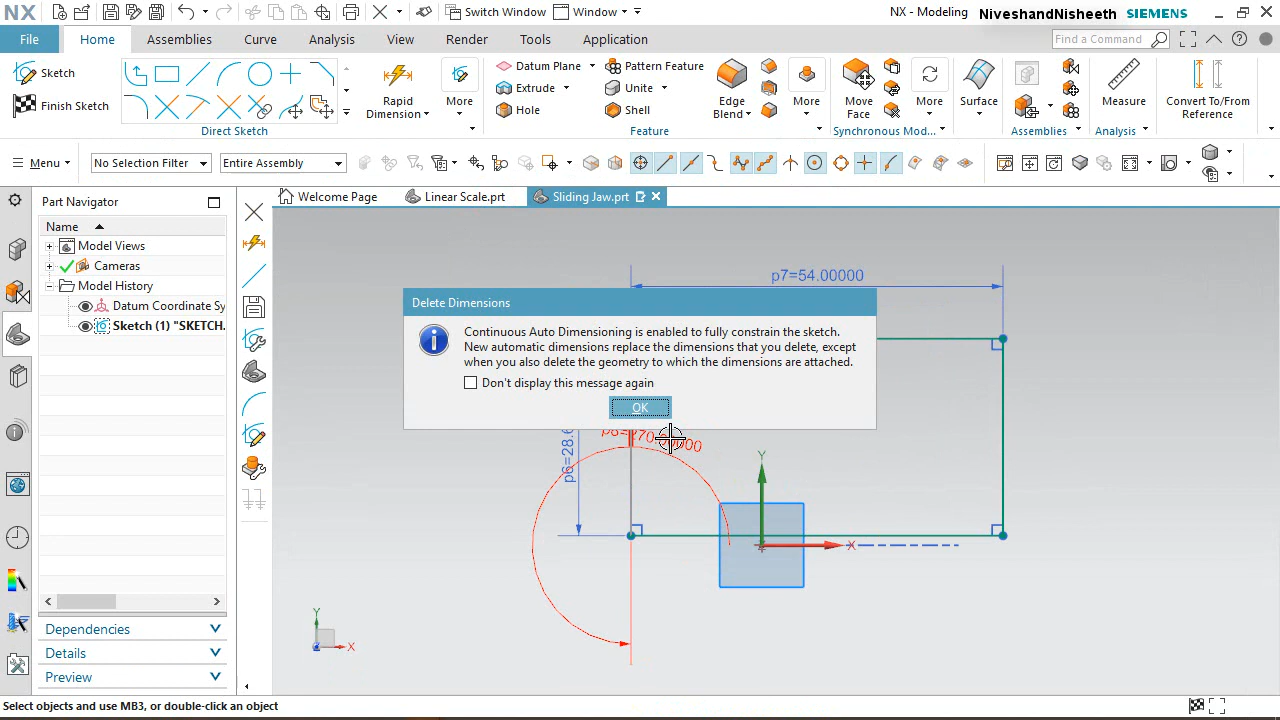 NX
Switch Window
Window
NX - Modeling
NiveshandNisheeth
SIEMENS
File
Home
Assemblies
Curve
Analysis
View
Render
Tools
Application
Find a Command
Sketch
Finish Sketch
Direct Sketch
Rapid
Dimension
More
Datum Plane
Extrude
Hole
Pattern Feature
Unite
Shell
Edge
Blend
More
Feature
Move
Face
More
Synchronous Mod...
Surface
Assemblies
Measure
Analysis
Convert To/From
Reference
Menu
No Selection Filter
Entire Assembly
Part Navigator
Name
Model Views
Cameras
Model History
Datum Coordinate Sy
Sketch (1) "SKETCH.
Dependencies
Details
Preview
Welcome Page
Linear Scale.prt
Sliding Jaw.prt
p7=54.00000
Delete Dimensions
Continuous Auto Dimensioning is enabled to fully constrain the sketch.
New automatic dimensions replace the dimensions that you delete, except
when you also delete the geometry to which the dimensions are attached.
Don't display this message again
OK
Y
X
Y
X
Select objects and use MB3, or double-click an object